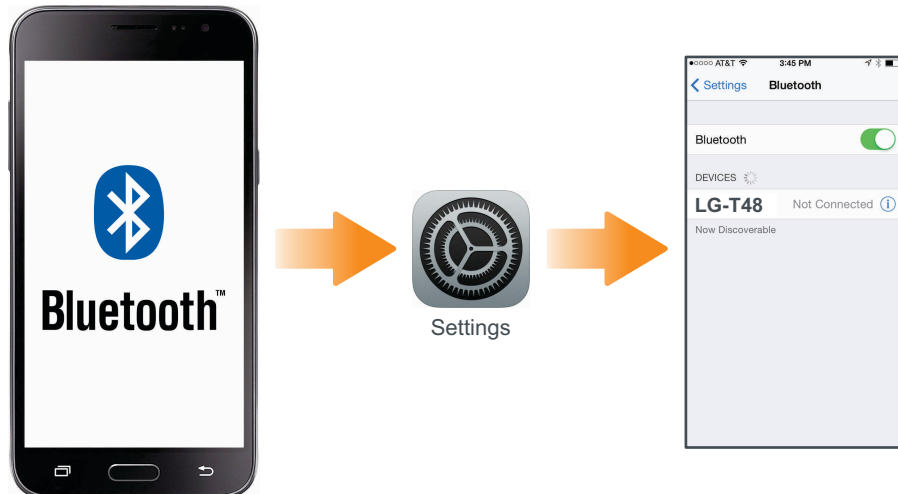 Bluetooth™
Settings
●○○○○ AT&T 3:45 PM
Settings Bluetooth
Bluetooth
DEVICES
LG-T48 Not Connected i
Now Discoverable